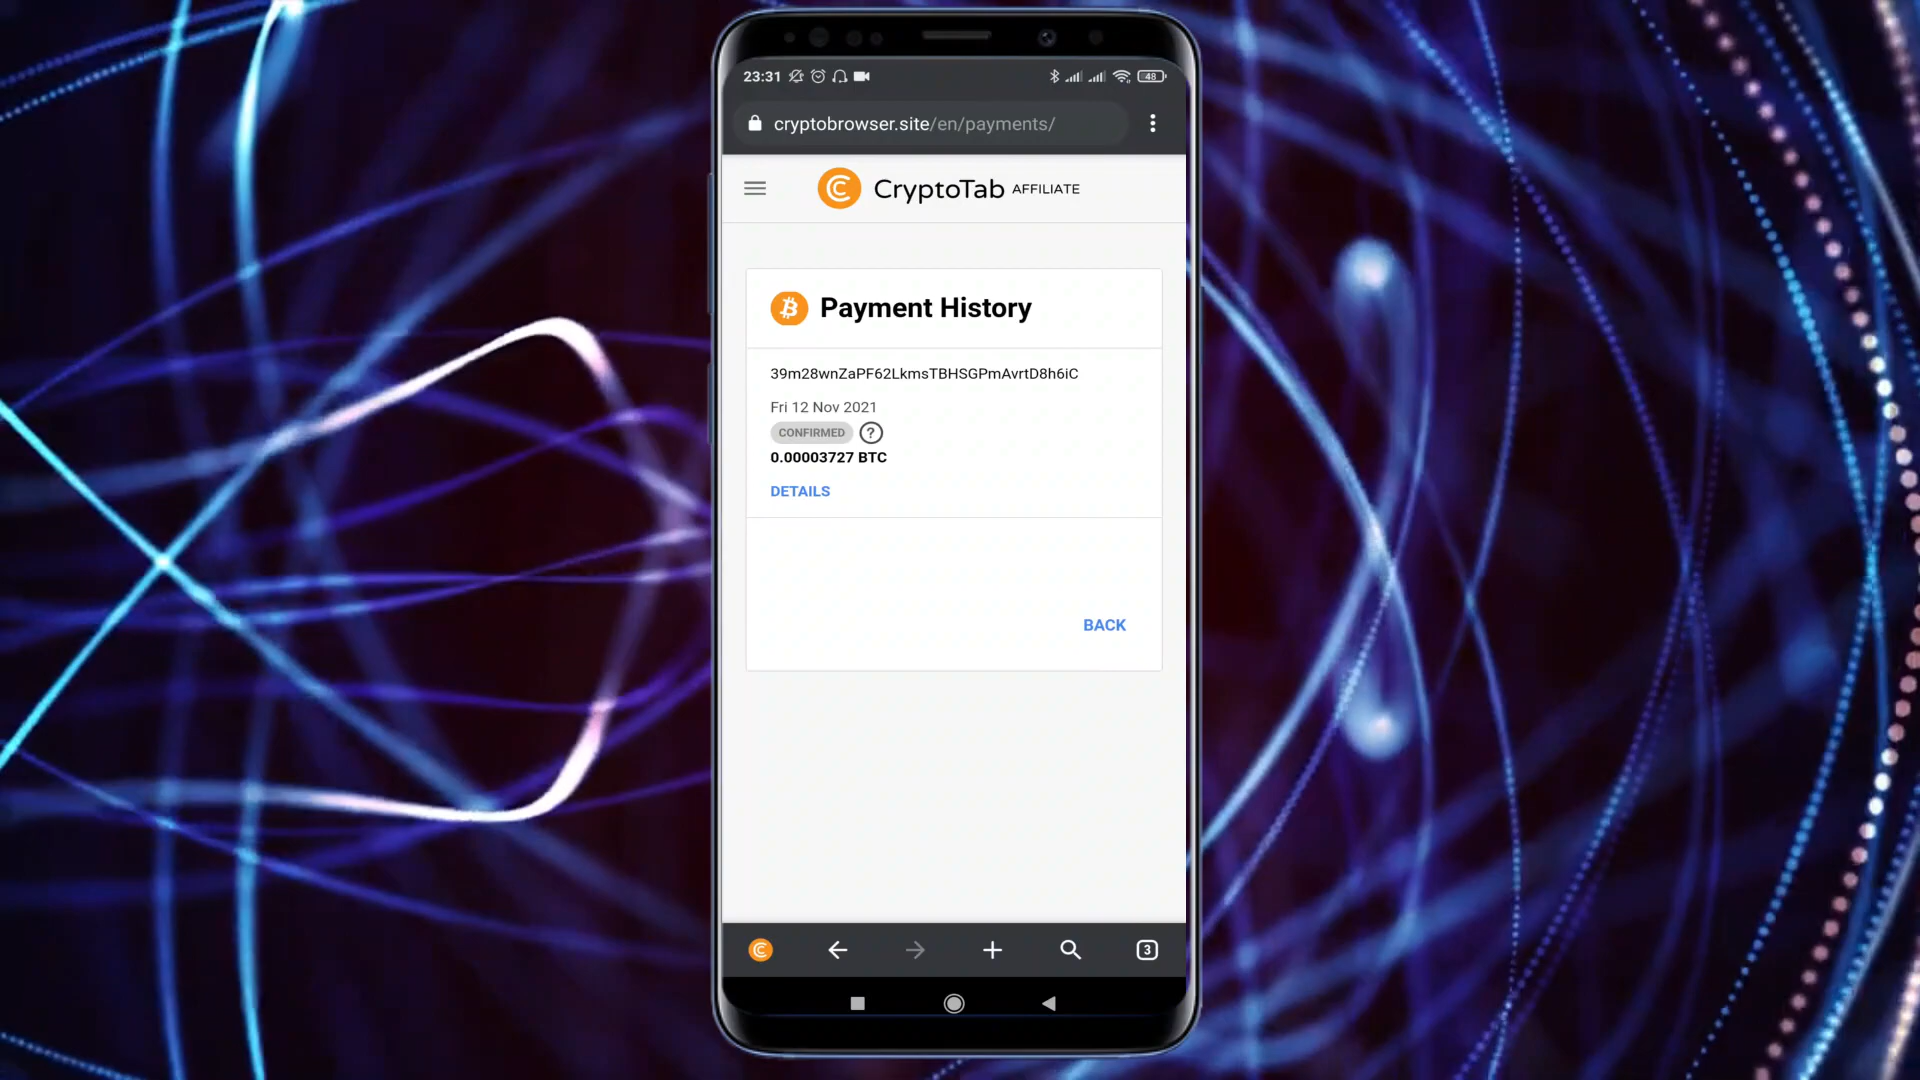 23:31
48
cryptobrowser.site/en/payments/
CryptoTab AFFILIATE
Payment History
39m28wnZaPF62LkmsTBHSGPmAvrtD8h6iC
Fri 12 Nov 2021
CONFIRMED ?
0.00003727 BTC
DETAILS
BACK
3